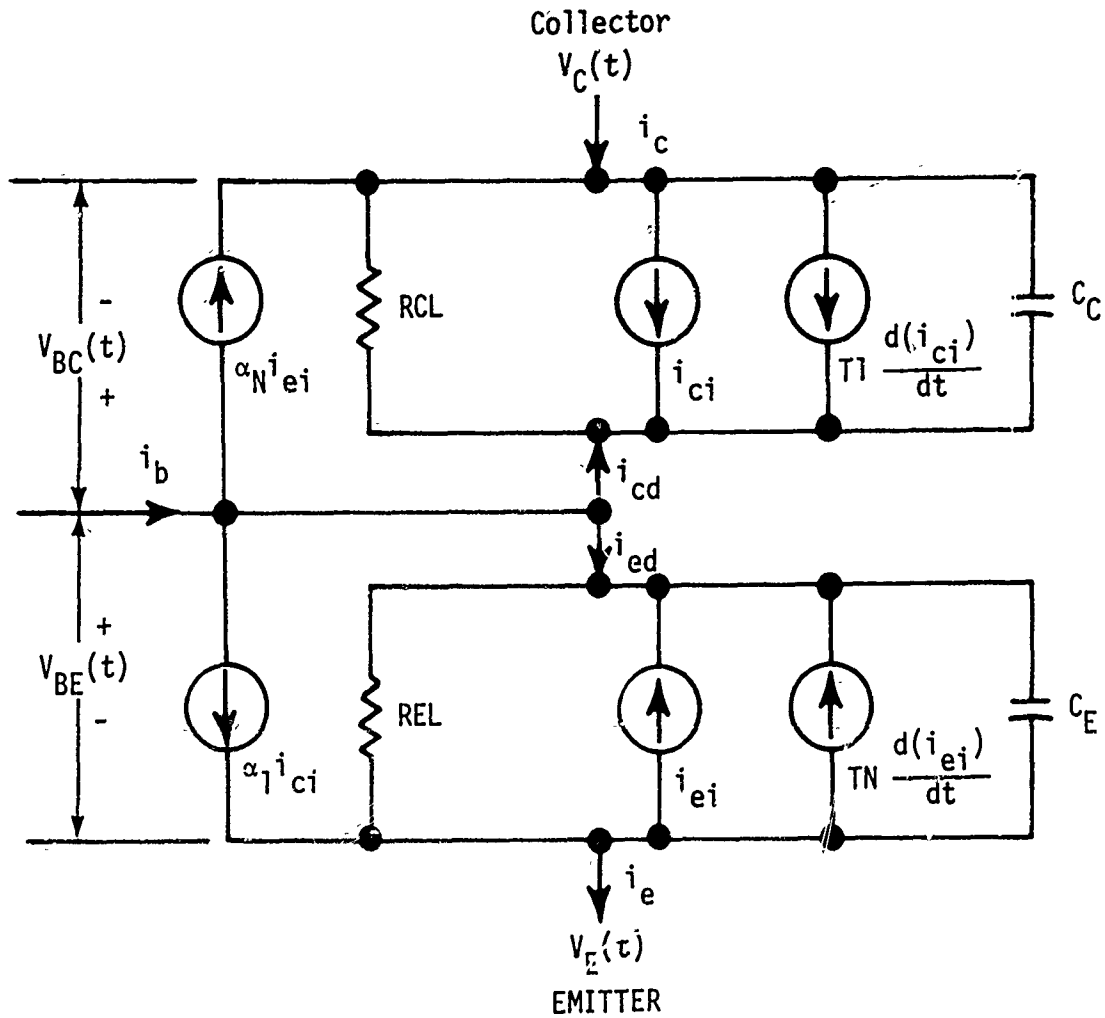 Collector
V_C(t)
i_c
-
V_BC(t)
+
α_N i_ei
RCL
i_ci
T1 d(i_ci)/dt
C_C
i_b
i_cd
i_ed
+
V_BE(t)
-
α_1 i_ci
REL
i_ei
TN d(i_ei)/dt
C_E
i_e
V_E(t)
EMITTER